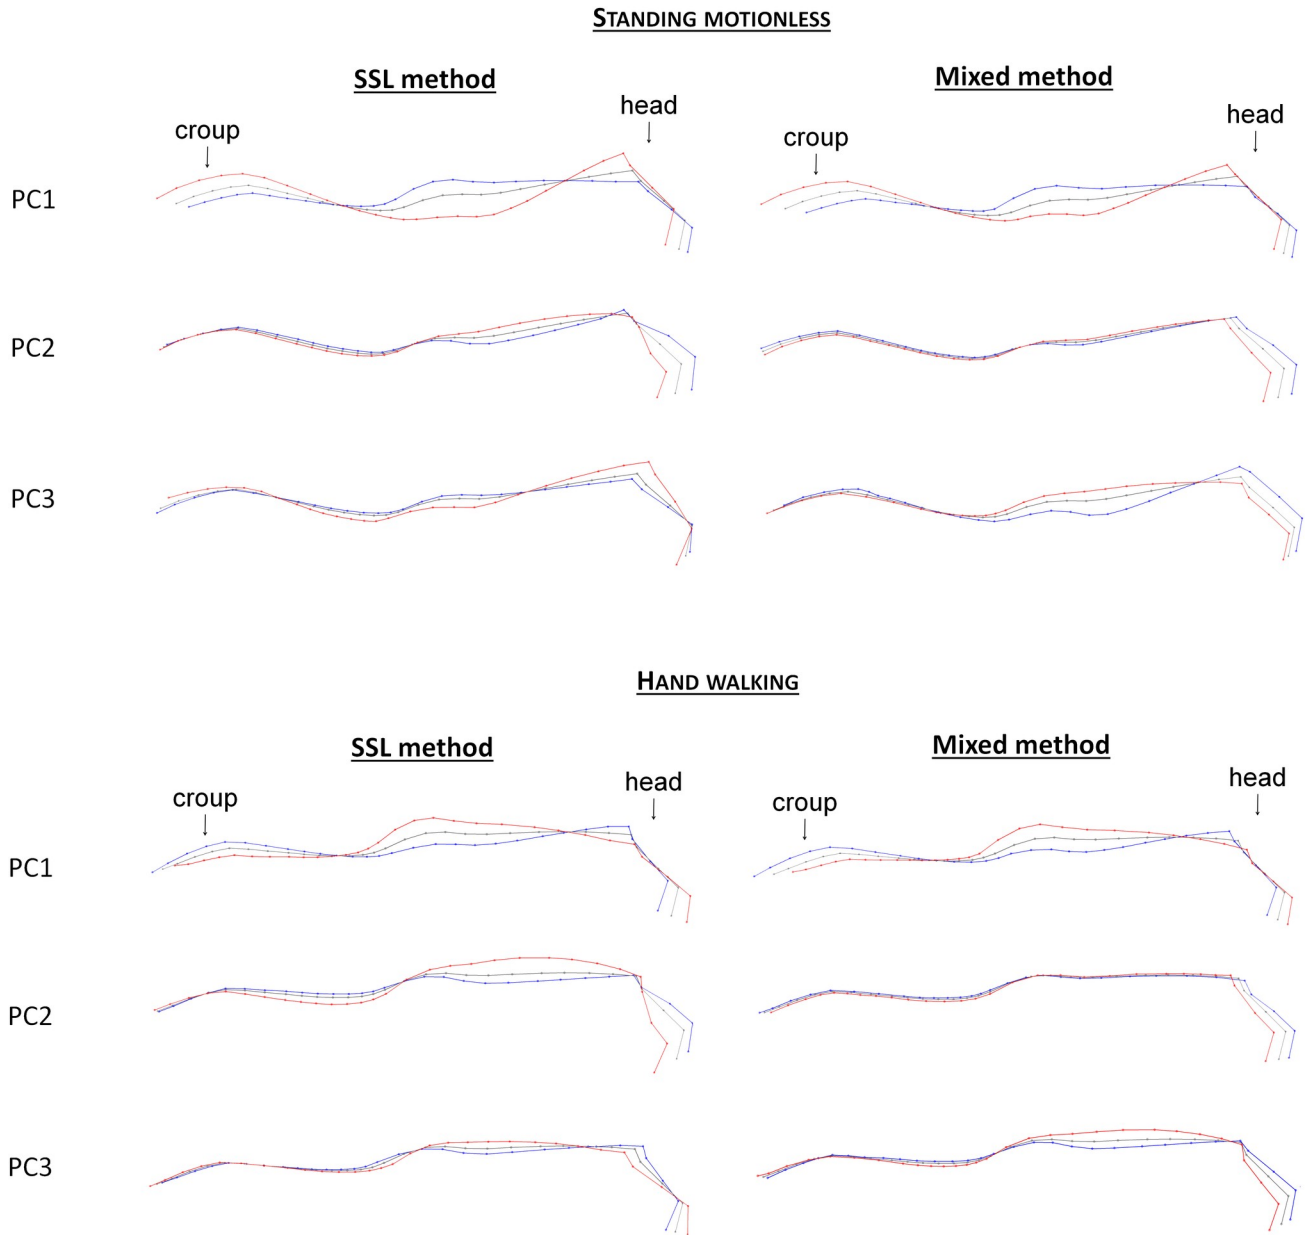 STANDING MOTIONLESS
SSL method
Mixed method
croup
head
croup
head
PC1
PC2
PC3
HAND WALKING
SSL method
Mixed method
croup
head
croup
head
PC1
PC2
PC3